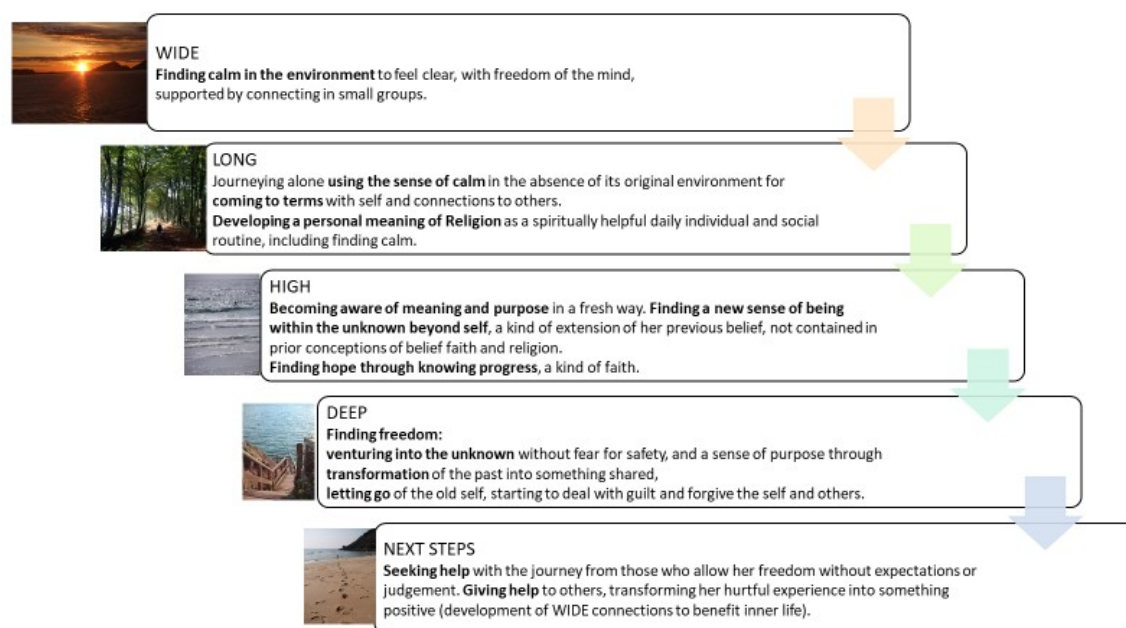 WIDE
Finding calm in the environment to feel clear, with freedom of the mind,
supported by connecting in small groups.
LONG
Journeying alone using the sense of calm in the absence of its original environment for
coming to terms with self and connections to others.
Developing a personal meaning of Religion as a spiritually helpful daily individual and social
routine, including finding calm.
HIGH
Becoming aware of meaning and purpose in a fresh way. Finding a new sense of being
within the unknown beyond self, a kind of extension of her previous belief, not contained in
prior conceptions of belief faith and religion.
Finding hope through knowing progress, a kind of faith.
DEEP
Finding freedom:
venturing into the unknown without fear for safety, and a sense of purpose through
transformation of the past into something shared,
letting go of the old self, starting to deal with guilt and forgive the self and others.
NEXT STEPS
Seeking help with the journey from those who allow her freedom without expectations or
judgement. Giving help to others, transforming her hurtful experience into something
positive (development of WIDE connections to benefit inner life).